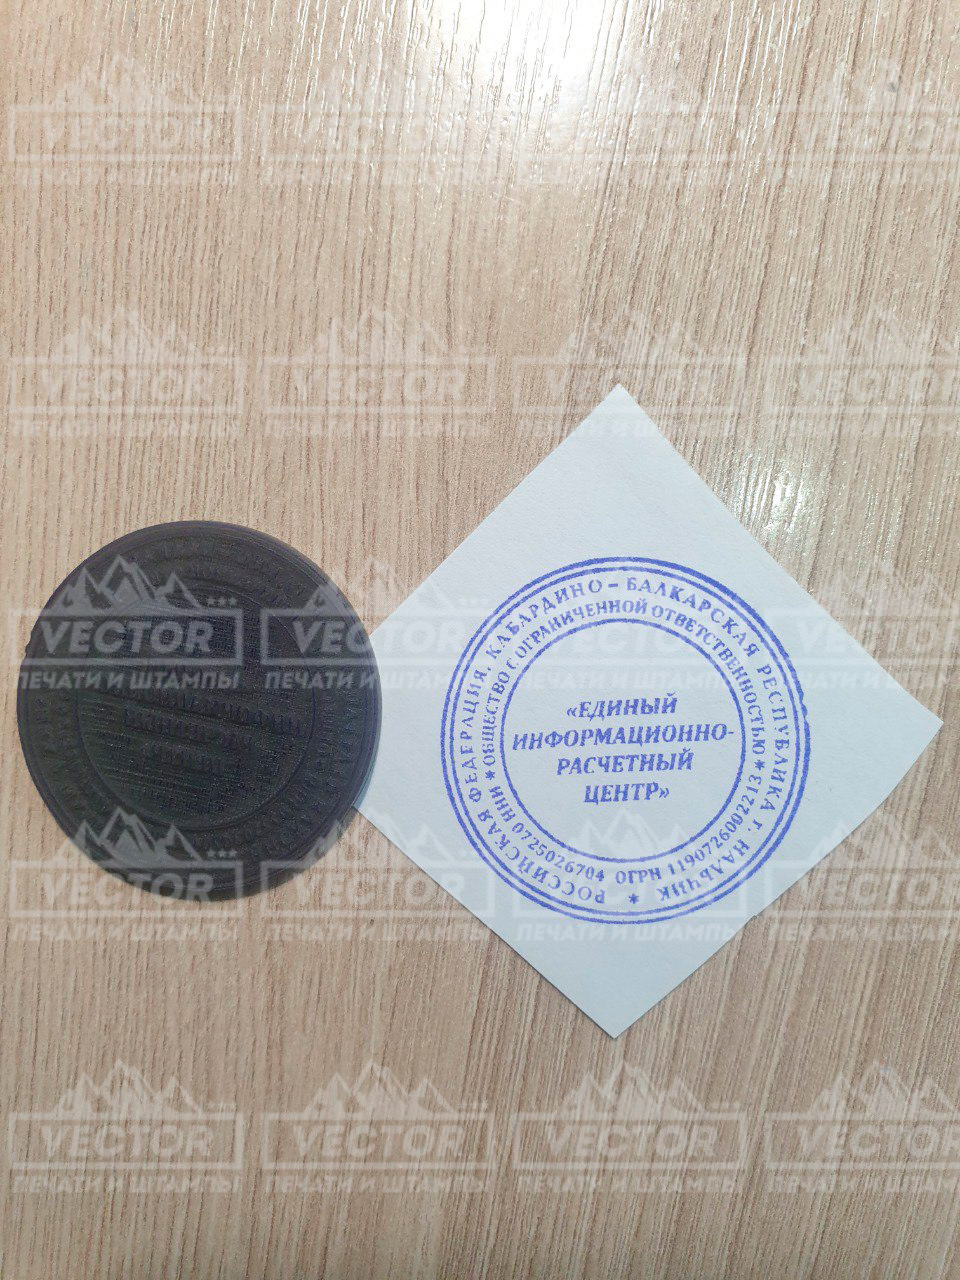 РОССИЙСКАЯ ФЕДЕРАЦИЯ, КАБАРДИНО - БАЛКАРСКАЯ РЕСПУБЛИКА Г. НАЛЬЧИК *
* ОБЩЕСТВО С ОГРАНИЧЕННОЙ ОТВЕТСТВЕННОСТЬЮ *
ИНН 0725026704 ОГРН 1190726002213
«ЕДИНЫЙ
ИНФОРМАЦИОННО-
РАСЧЕТНЫЙ
ЦЕНТР»
VECTOR
ПЕЧАТИ И ШТАМПЫ